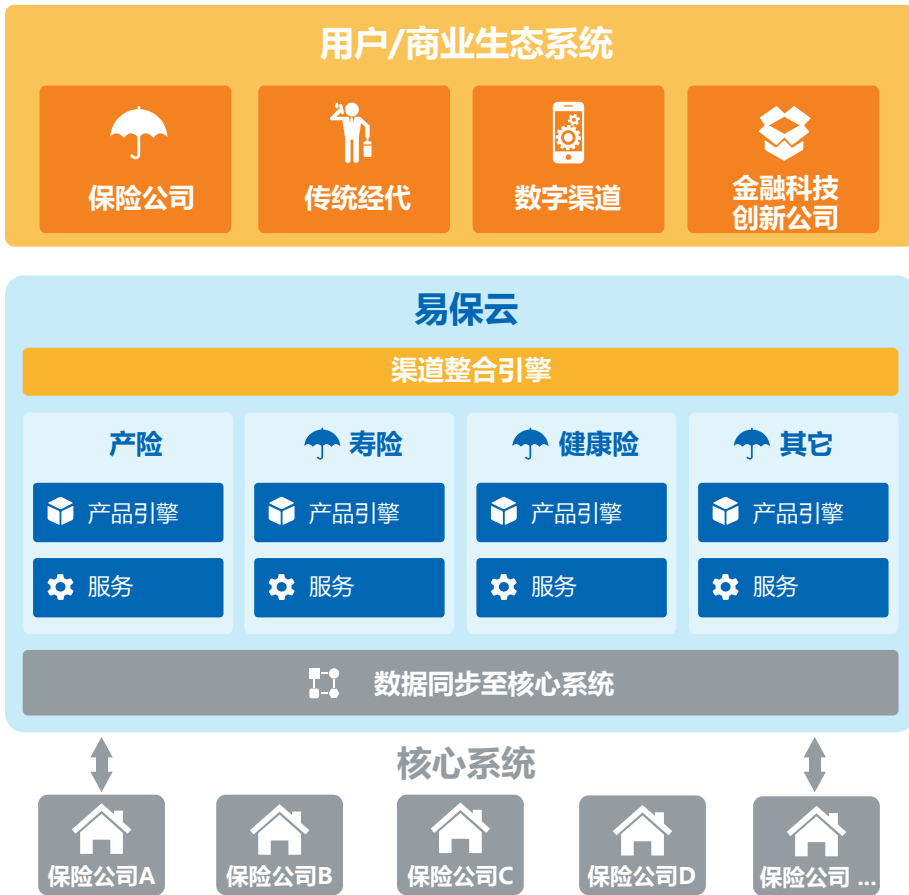 用户/商业生态系统
保险公司
传统经代
数字渠道
金融科技
创新公司
易保云
渠道整合引擎
产险
寿险
健康险
其它
产品引擎
产品引擎
产品引擎
产品引擎
服务
服务
服务
服务
数据同步至核心系统
核心系统
保险公司A
保险公司B
保险公司C
保险公司D
保险公司 ...